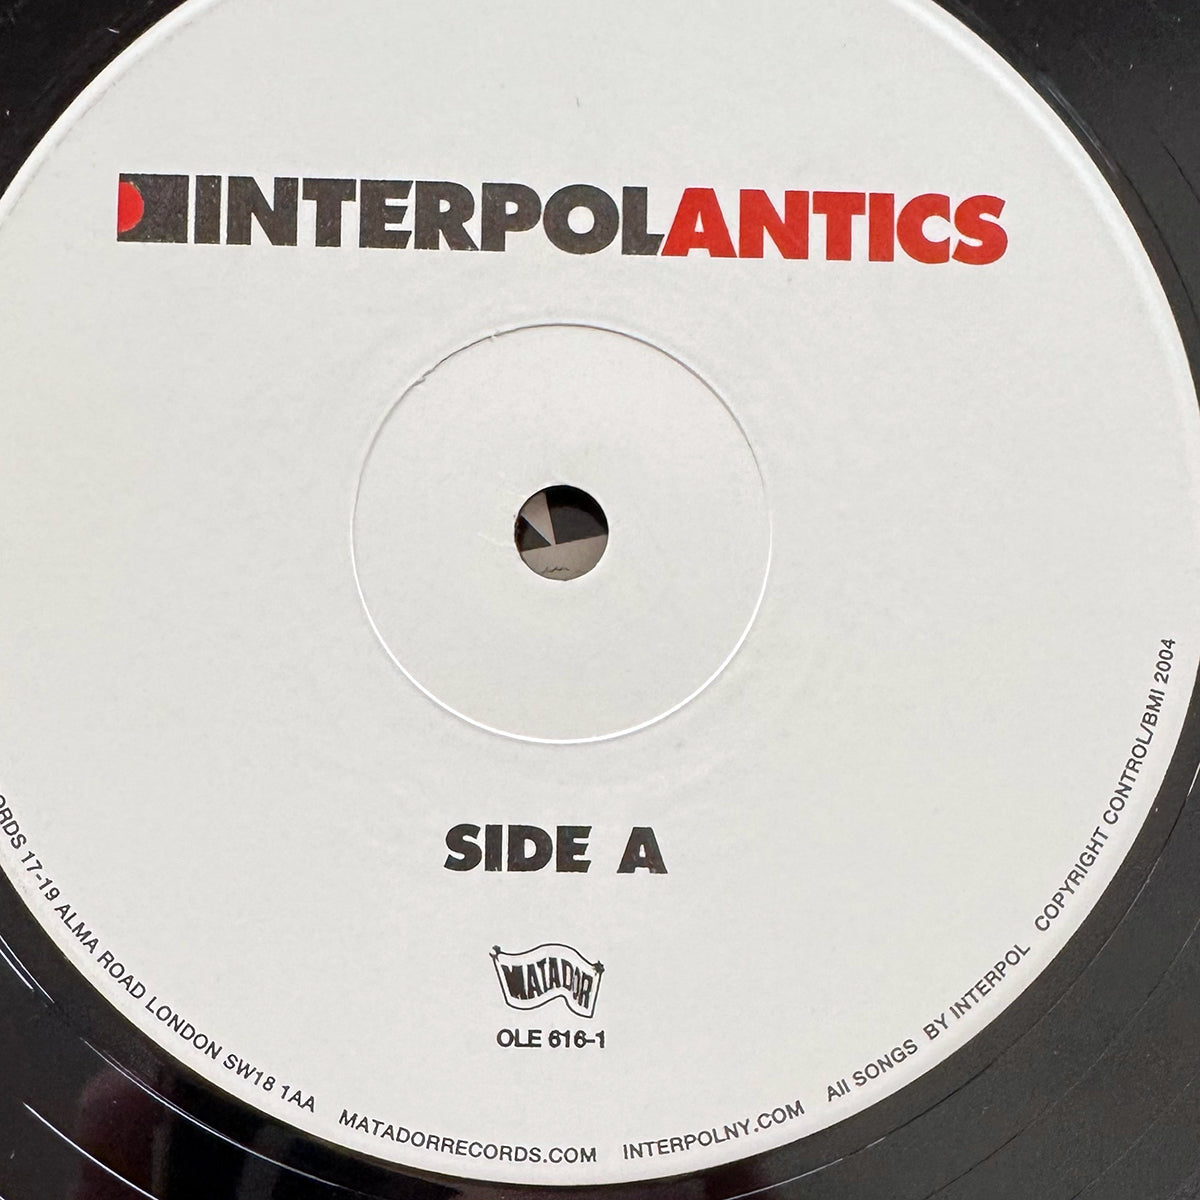 INTERPOLANTICS
SIDE A
MATADOR
OLE 616-1
17-19 ALMA ROAD LONDON SW18 1AA MATADORRECORDS.COM INTERPOLNY.COM All SONGS BY INTERPOL COPYRIGHT CONTROL/BMI 2004